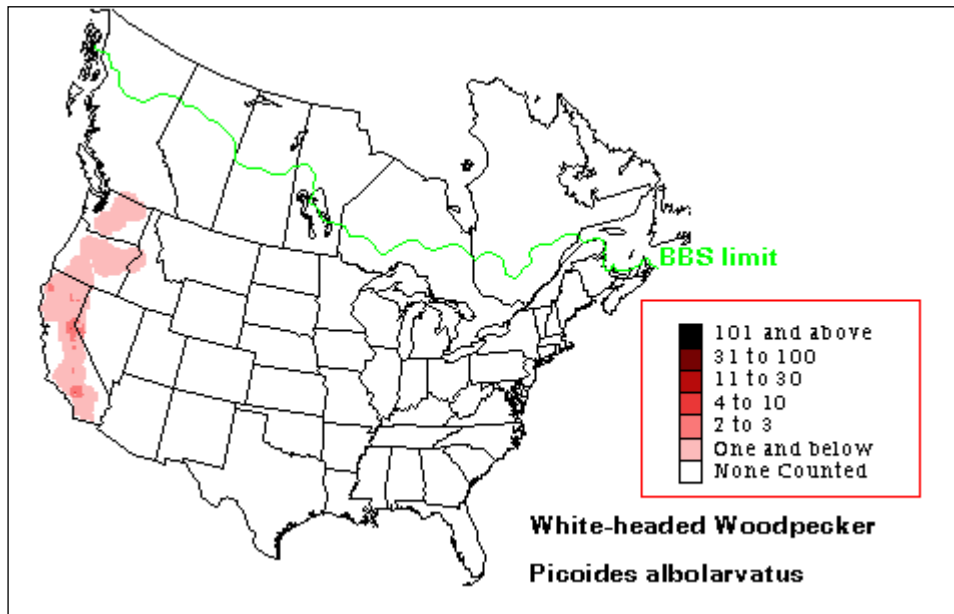 BBS limit
101 and above
31 to 100
11 to 30
4 to 10
2 to 3
One and below
None Counted
White-headed Woodpecker
Picoides albolarvatus